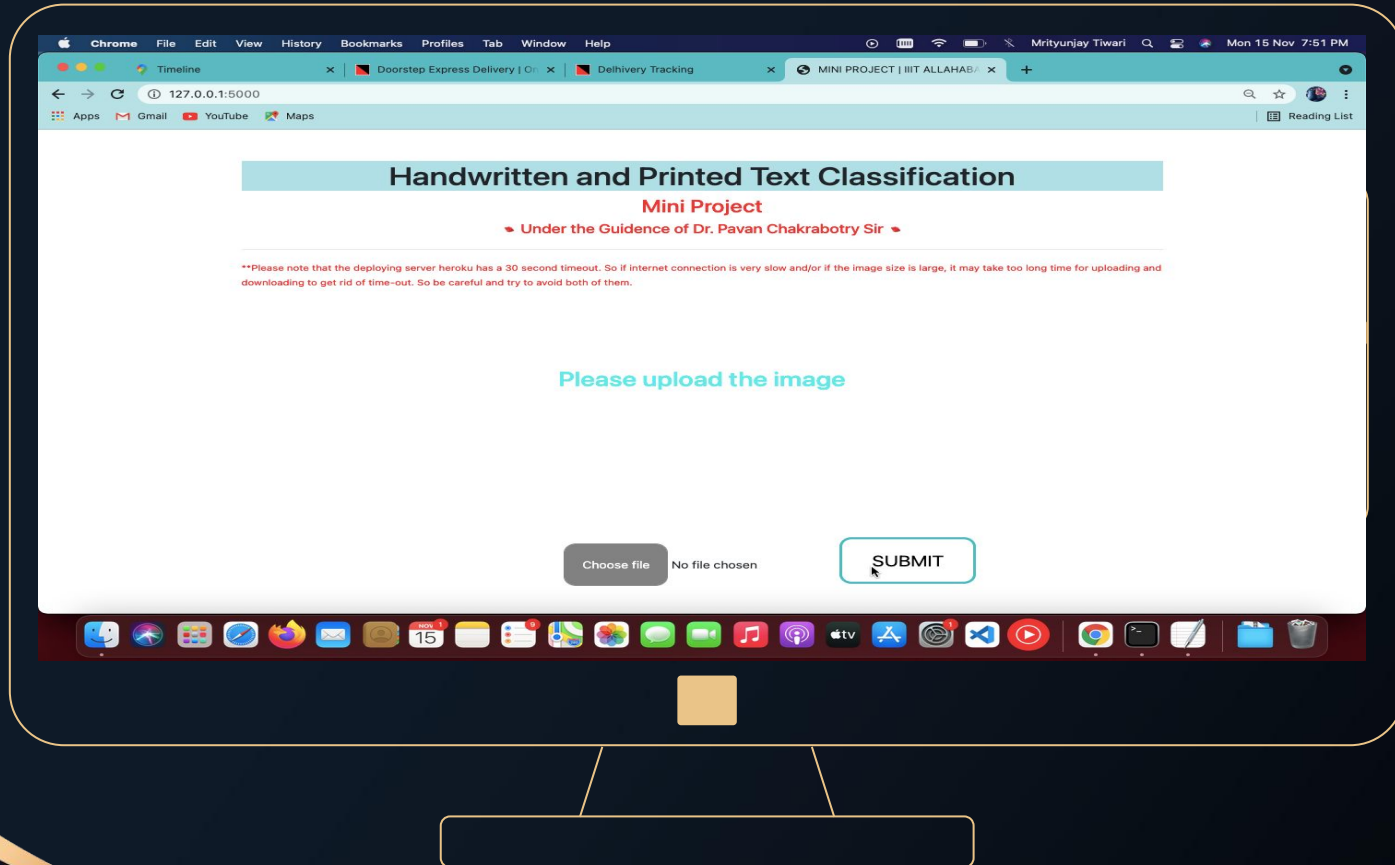 Chrome File Edit View History Bookmarks Profiles Tab Window Help Mrityunjay Tiwari Mon 15 Nov 7:51 PM
Timeline Doorstep Express Delivery | On Delhivery Tracking MINI PROJECT | IIIT ALLAHABA
127.0.0.1:5000
Apps Gmail YouTube Maps Reading List
Handwritten and Printed Text Classification
Mini Project
Under the Guidence of Dr. Pavan Chakrabotry Sir
**Please note that the deploying server heroku has a 30 second timeout. So if internet connection is very slow and/or if the image size is large, it may take too long time for uploading and
downloading to get rid of time-out. So be careful and try to avoid both of them.
Please upload the image
Choose file No file chosen SUBMIT
NOV 1 9 tv 1
15